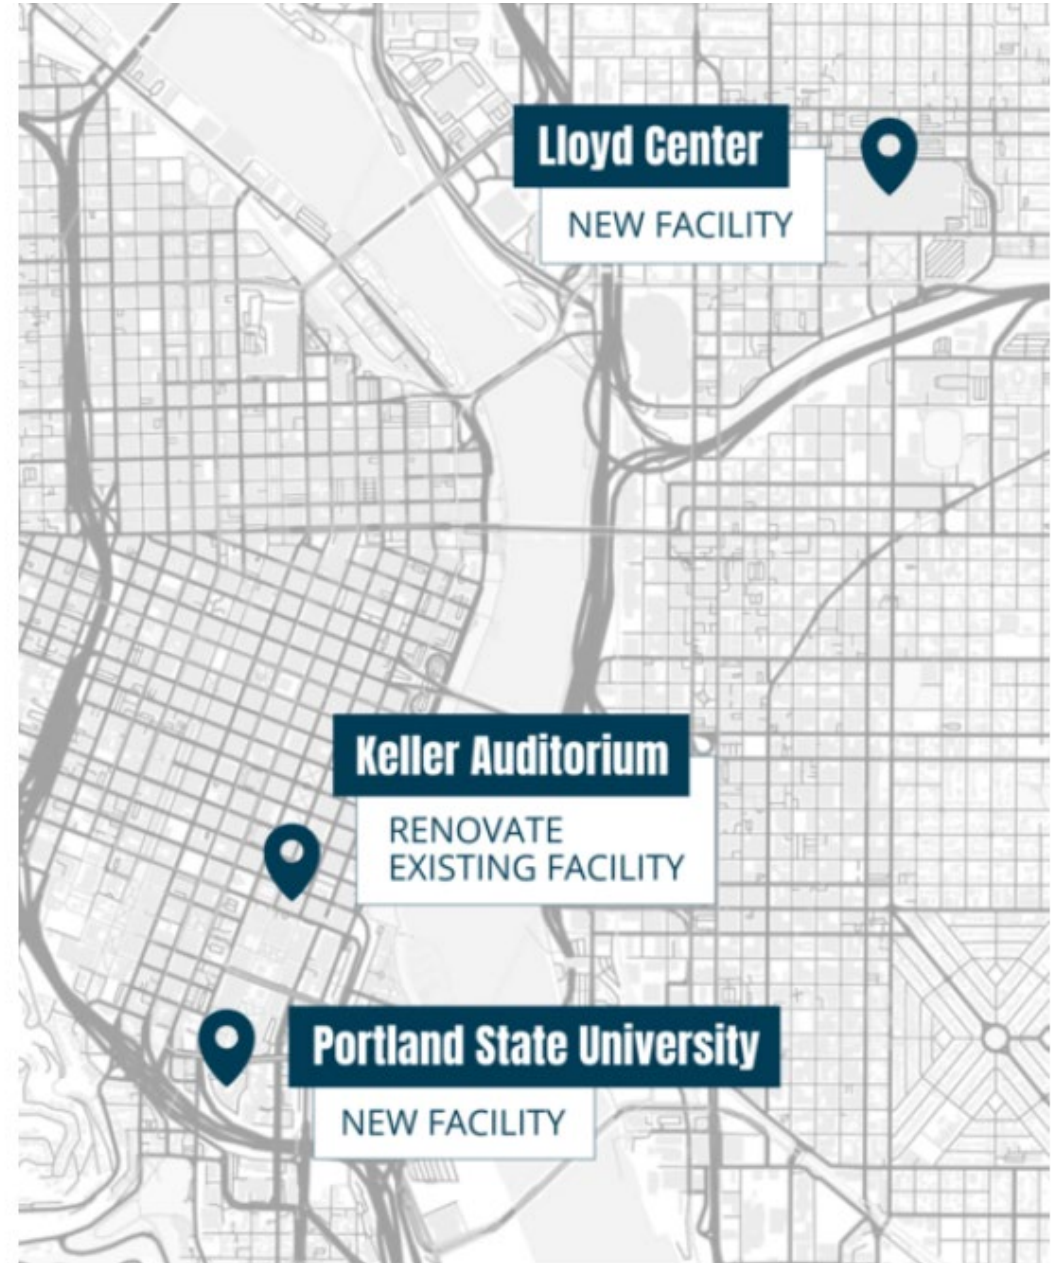 Lloyd Center
NEW FACILITY
Keller Auditorium
RENOVATE
EXISTING FACILITY
Portland State University
NEW FACILITY